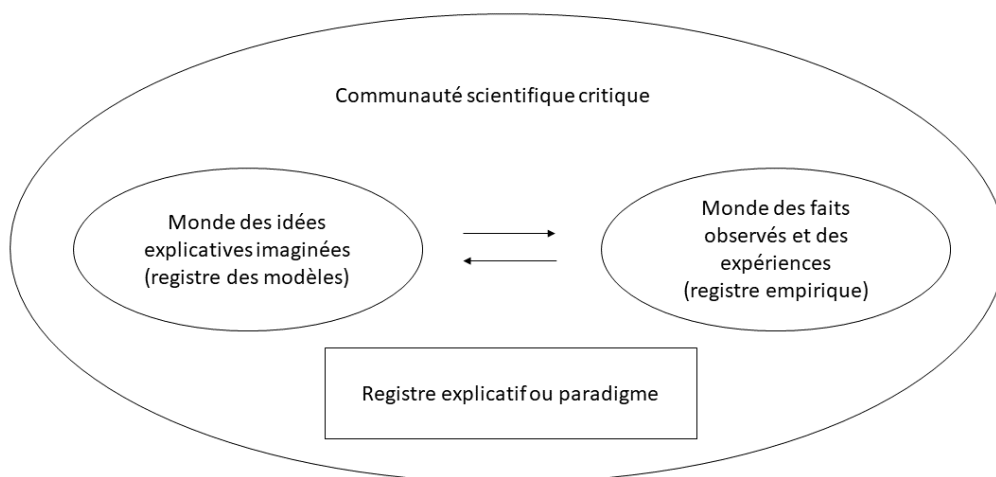 Communauté scientifique critique
Monde des idées
explicatives imaginées
(registre des modèles)
Monde des faits
observés et des
expériences
(registre empirique)
Registre explicatif ou paradigme